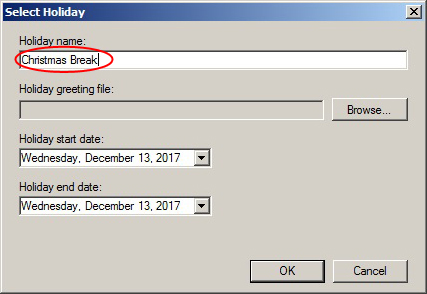 Select Holiday
Holiday name:
Christmas Break
Holiday greeting file:
Browse...
Holiday start date:
Wednesday, December 13, 2017
Holiday end date:
Wednesday, December 13, 2017
OK Cancel